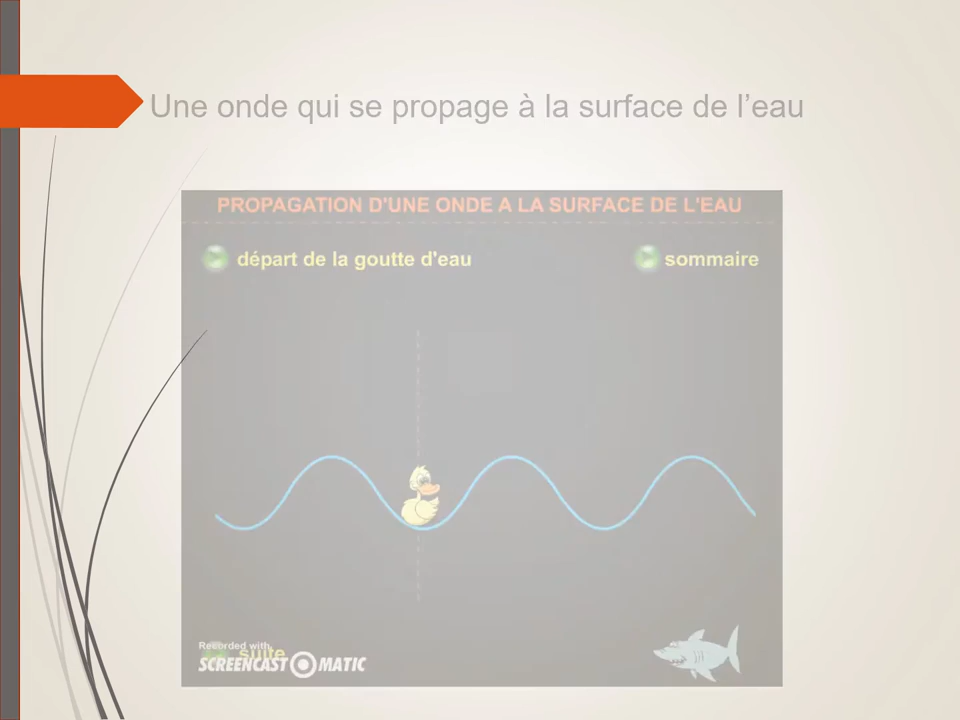 Une onde qui se propage à la surface de l’eau
PROPAGATION D'UNE ONDE A LA SURFACE DE L'EAU
départ de la goutte d'eau
sommaire
suite
Recorded with
SCREENCAST MATIC